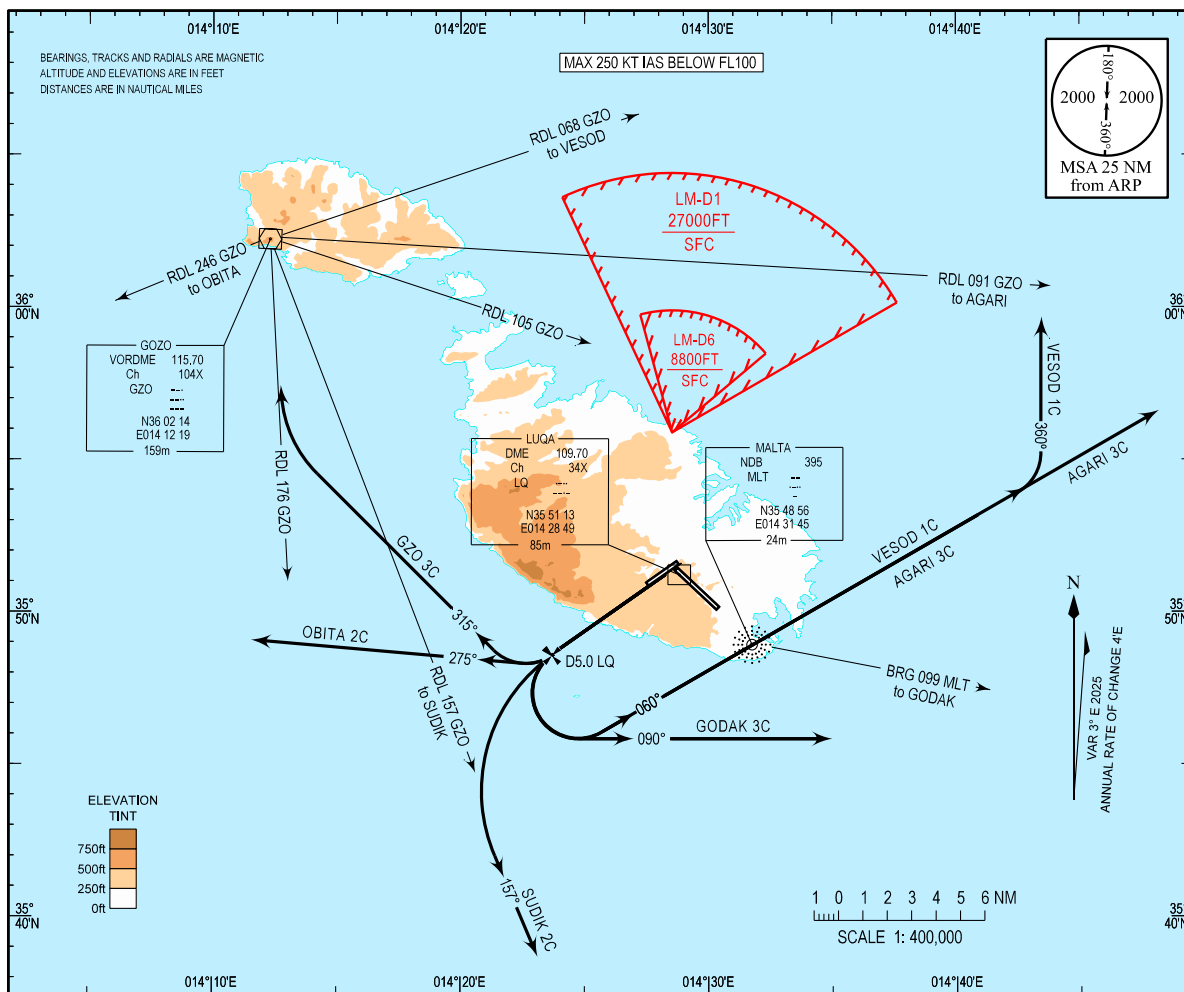 014°10'E
014°20'E
014°30'E
014°40'E
BEARINGS, TRACKS AND RADIALS ARE MAGNETIC
ALTITUDE AND ELEVATIONS ARE IN FEET
DISTANCES ARE IN NAUTICAL MILES
MAX 250 KT IAS BELOW FL100
180°
2000
2000
360°
MSA 25 NM
from ARP
RDL 068 GZO
to VESOD
LM-D1
27000FT
SFC
RDL 246 GZO
to OBITA
RDL 091 GZO
to AGARI
RDL 105 GZO
36°
00'N
36°
00'N
LM-D6
8800FT
SFC
GOZO
VORDME 115,70
Ch 104X
GZO
N36 02 14
E014 12 19
159m
VESOD 1C
360°
AGARI 3C
LUQA
DME 109.70
Ch 34X
LQ
N35 51 13
E014 28 49
85m
MALTA
NDB 395
MLT
N35 48 56
E014 31 45
24m
RDL 176 GZO
GZO 3C
315°
VESOD 1C
AGARI 3C
N
35°
50'N
35°
50'N
OBITA 2C
275°
D5.0 LQ
RDL 157 GZO
to SUDIK
060°
BRG 099 MLT
to GODAK
090°
GODAK 3C
VAR 3° E 2025
ANNUAL RATE OF CHANGE 4'E
ELEVATION
TINT
750ft
500ft
250ft
0ft
157°
SUDIK 2C
1 0 1 2 3 4 5 6 NM
SCALE 1: 400,000
35°
40'N
35°
40'N
014°10'E
014°20'E
014°30'E
014°40'E